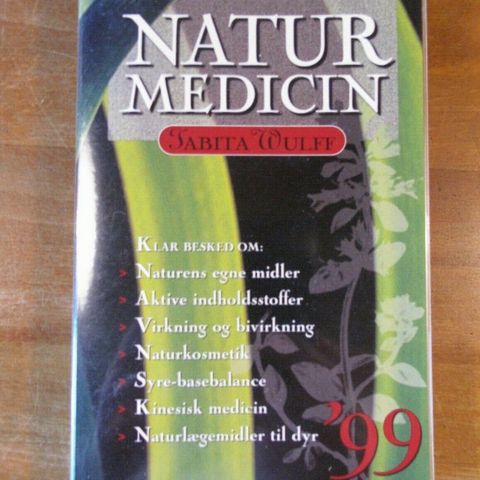 NATUR
MEDICIN
TABITA WULFF
KLAR BESKED OM:
> Naturens egne midler
> Aktive indholdsstoffer
> Virkning og bivirkning
> Naturkosmetik
> Syre-basebalance
> Kinesisk medicin
> Naturlægemidler til dyr
'99